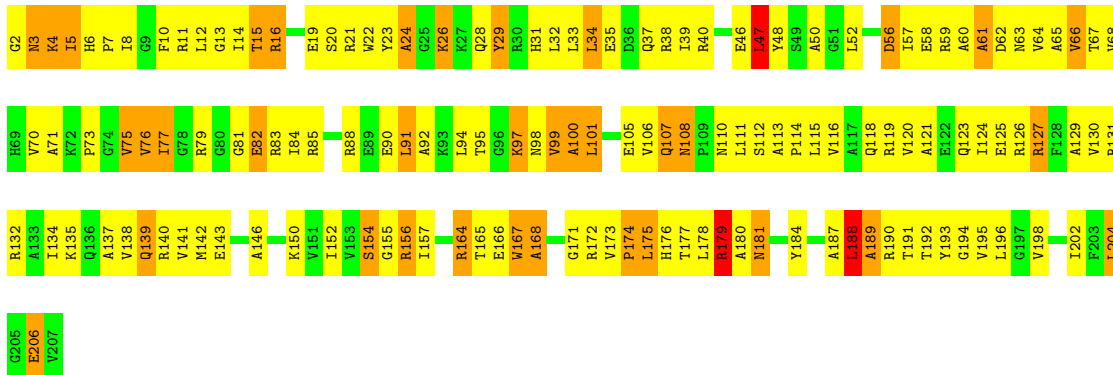 G2 N3 K4 I5 H6 P7 I8 G9 F10 R11 L12 G13 I14 T15 R16 E19 S20 R21 W22 Y23 A24 G25 K26 K27 Q28 Y29 R30 H31 L32 L33 L34 E35 D36 Q37 R38 I39 R40 E46 L47 Y48 S49 A50 G51 L52 D56 I57 E58 R59 A60 A61 D62 N63 V64 A65 V66 T67 V68
H69 V70 A71 K72 P73 G74 V75 V76 I77 G78 R79 G80 G81 E82 R83 I84 R85 R88 E89 E90 L91 A92 K93 L94 T95 G96 K97 N98 V99 A100 L101 E105 V106 Q107 N108 P109 N110 L111 S112 A113 P114 L115 V116 A117 Q118 R119 V120 A121 E122 Q123 I124 E125 R126 R127 F128 A129 V130 R131
R132 A133 I134 K135 Q136 A137 V138 Q139 R140 V141 M142 E143 A146 K150 V151 I152 V153 S154 G155 R156 I157 R164 T165 E166 W167 A168 G171 R172 V173 P174 L175 H176 T177 L178 R179 A180 N181 Y184 A187 L188 A189 R190 T191 T192 Y193 G194 V195 L196 G197 V198 I202 F203 L204
G205 E206 V207